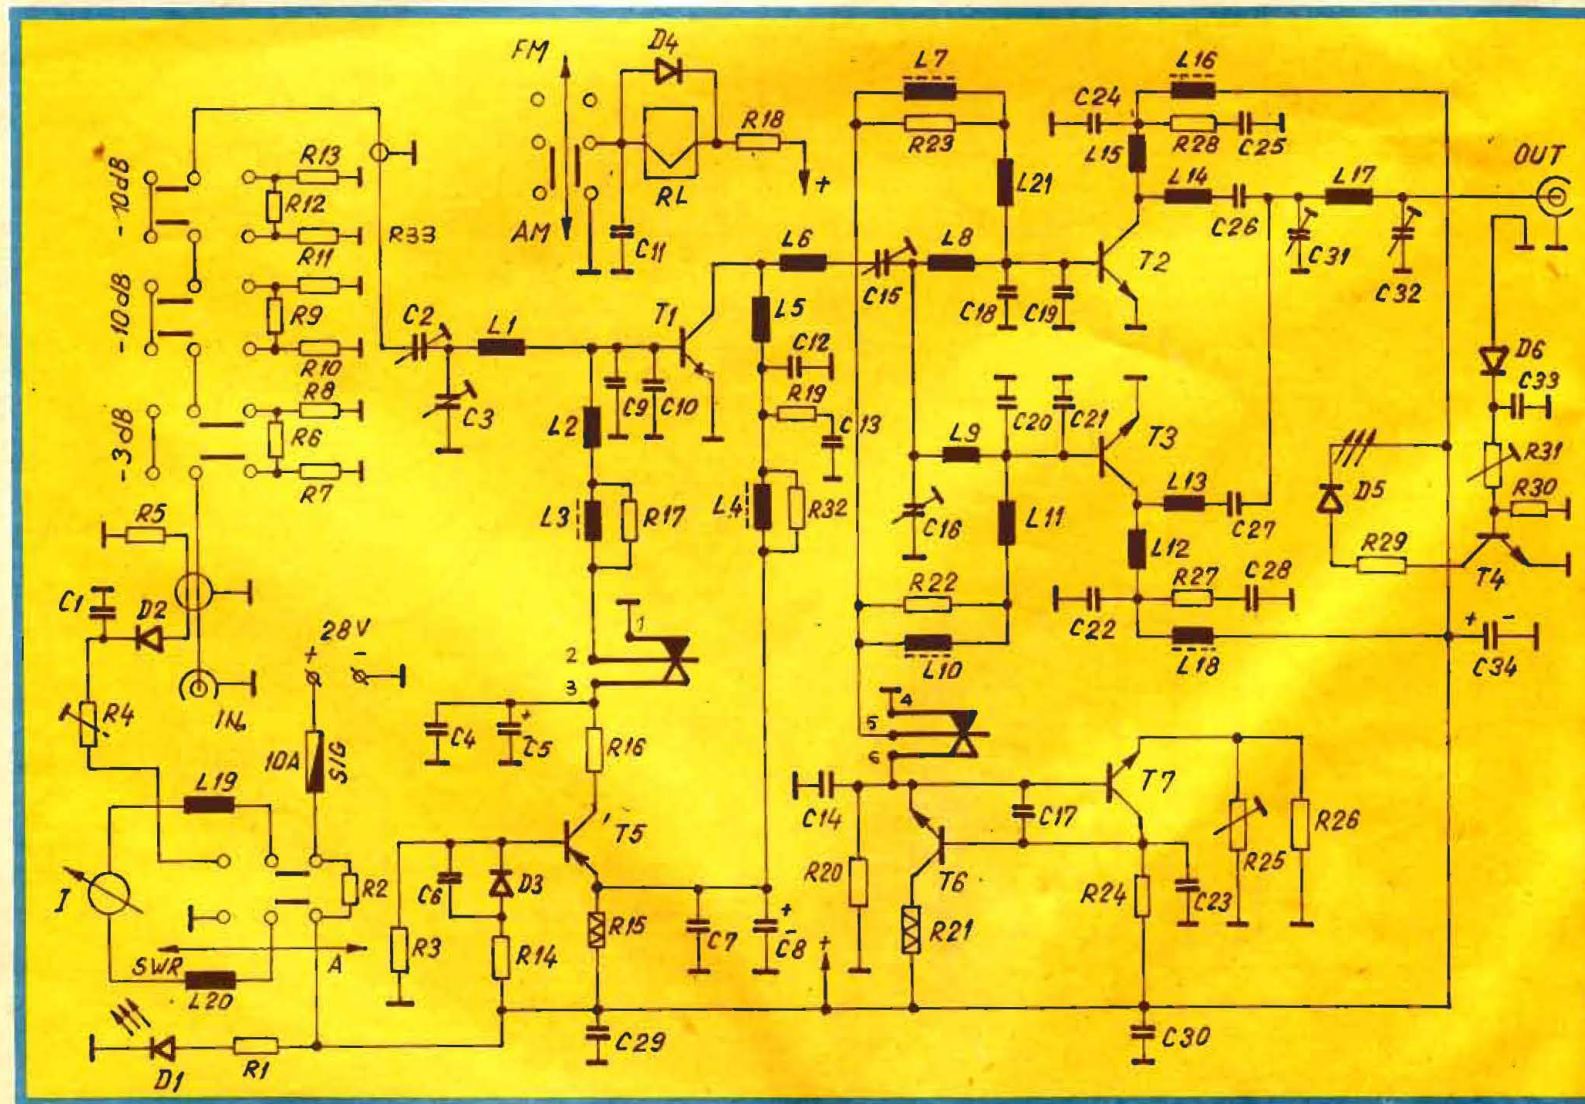 FM
D4
L7
L16
C24
R18
R23
R28
C25
OUT
-10dB
R13
R12
R11
R33
RL
+
L15
L21
L14
L17
C26
AM
C11
L6
C31
C32
T2
-10dB
R9
R10
C2
L1
T1
L5
C15
L8
C18
C19
C12
R19
D6
C33
-3dB
R8
R6
R7
C3
L2
C9
C10
C13
L9
C20
C21
T3
R31
R30
R5
L3
R17
L4
R32
C16
L11
L13
C27
D5
R29
T4
C1
D2
28V
+ -
L12
R22
R27
C28
C22
1
2
3
L10
L18
+ -
C34
R4
IN.
10A
SIG
C4
+
C5
-
R16
4
5
6
L19
C14
C17
T7
T5
R25
R26
I
R2
C6
D3
R20
T6
R24
C23
SWR
A
R3
R14
R15
C7
+
-
C8
R21
+
L20
D1
R1
C29
C30